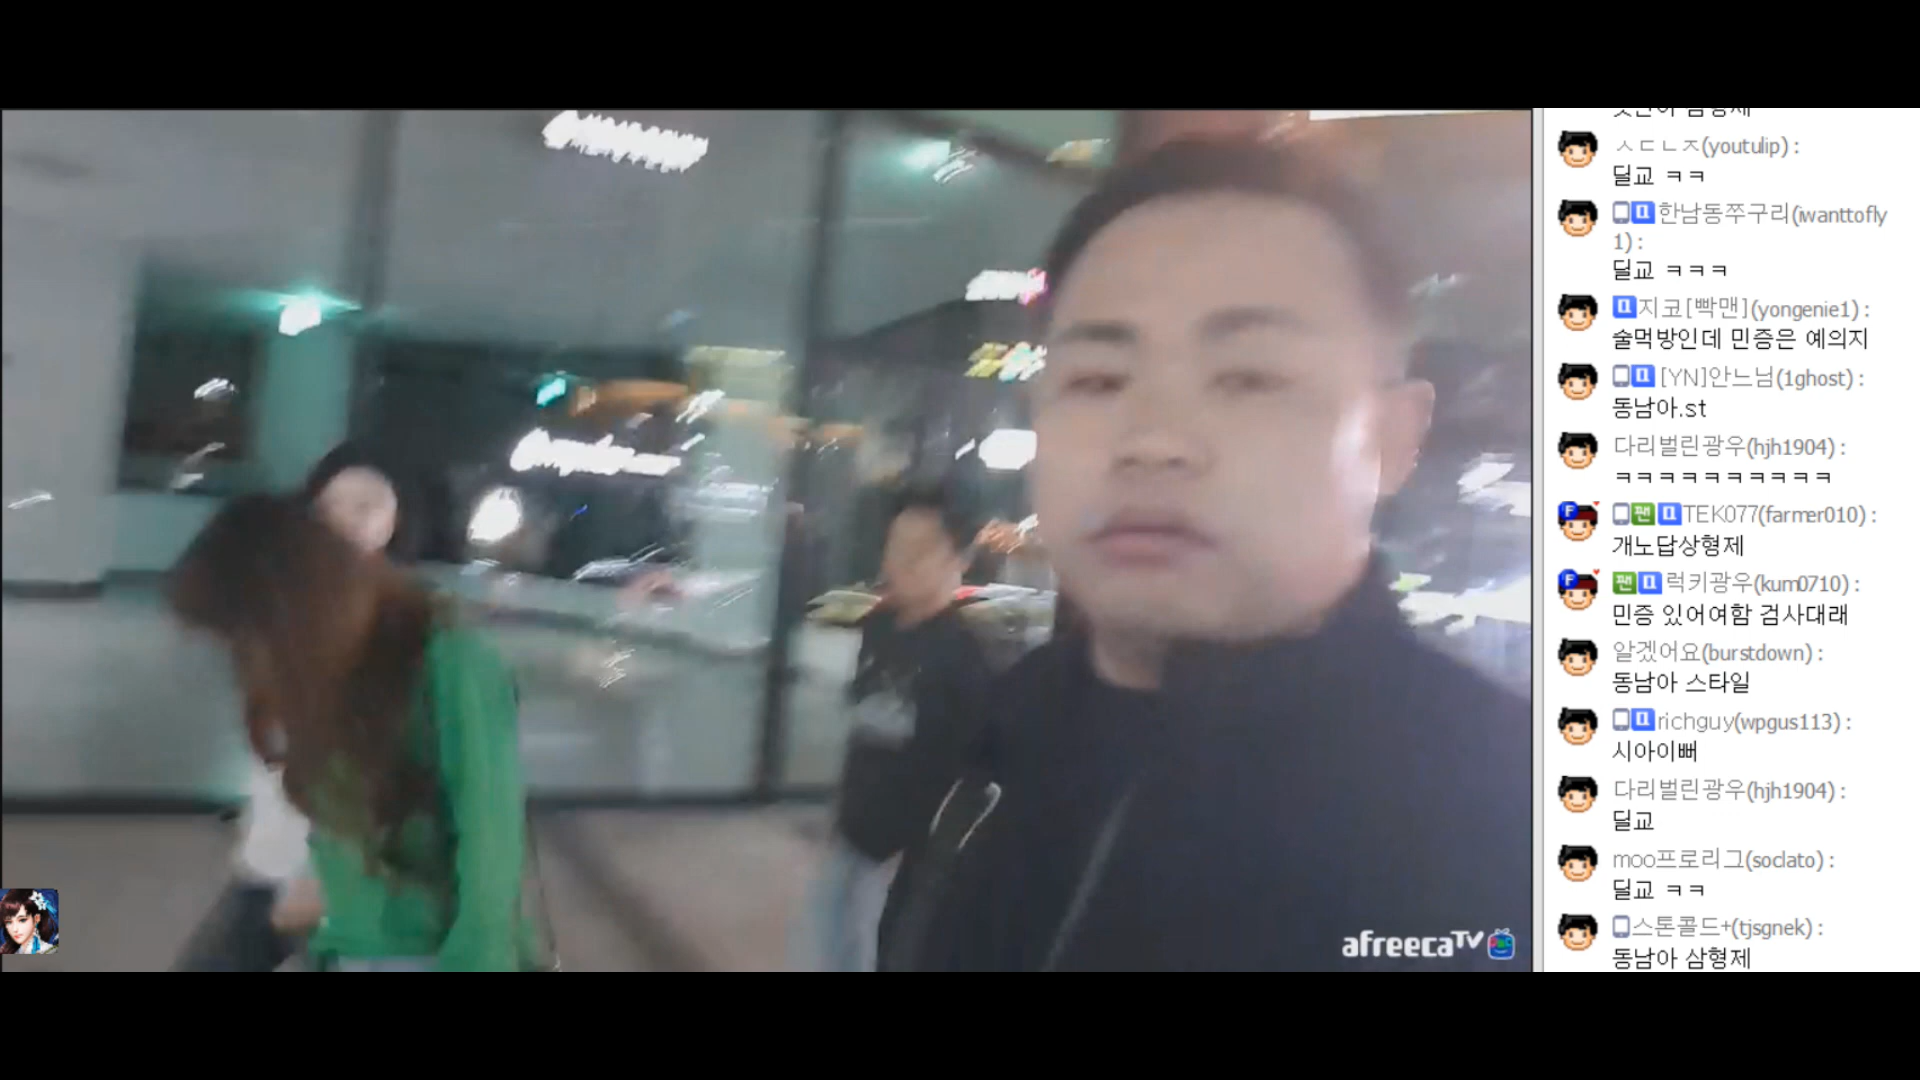 afreecaTV
ㅅㄷㄴㅈ(youtulip) :
딜교 ㅋㅋ
한남동쭈구리(iwanttofly
1) :
딜교 ㅋㅋㅋ
지코[빡맨](yongenie1) :
술먹방인데 민증은 예의지
[YN]안느님(1ghost) :
동남아.st
다리벌린광우(hjh1904) :
ㅋㅋㅋㅋㅋㅋㅋㅋㅋㅋ
팬 TEK077(farmer010) :
개노답상형제
팬 럭키광우(kum0710) :
민증 있어여함 검사대래
알겠어요(burstdown) :
동남아 스타일
richguy(wpgus113) :
시아이뻐
다리벌린광우(hjh1904) :
딜교
moo프로리그(soclato) :
딜교 ㅋㅋ
스톤콜드+(tjsgnek) :
동남아 삼형제